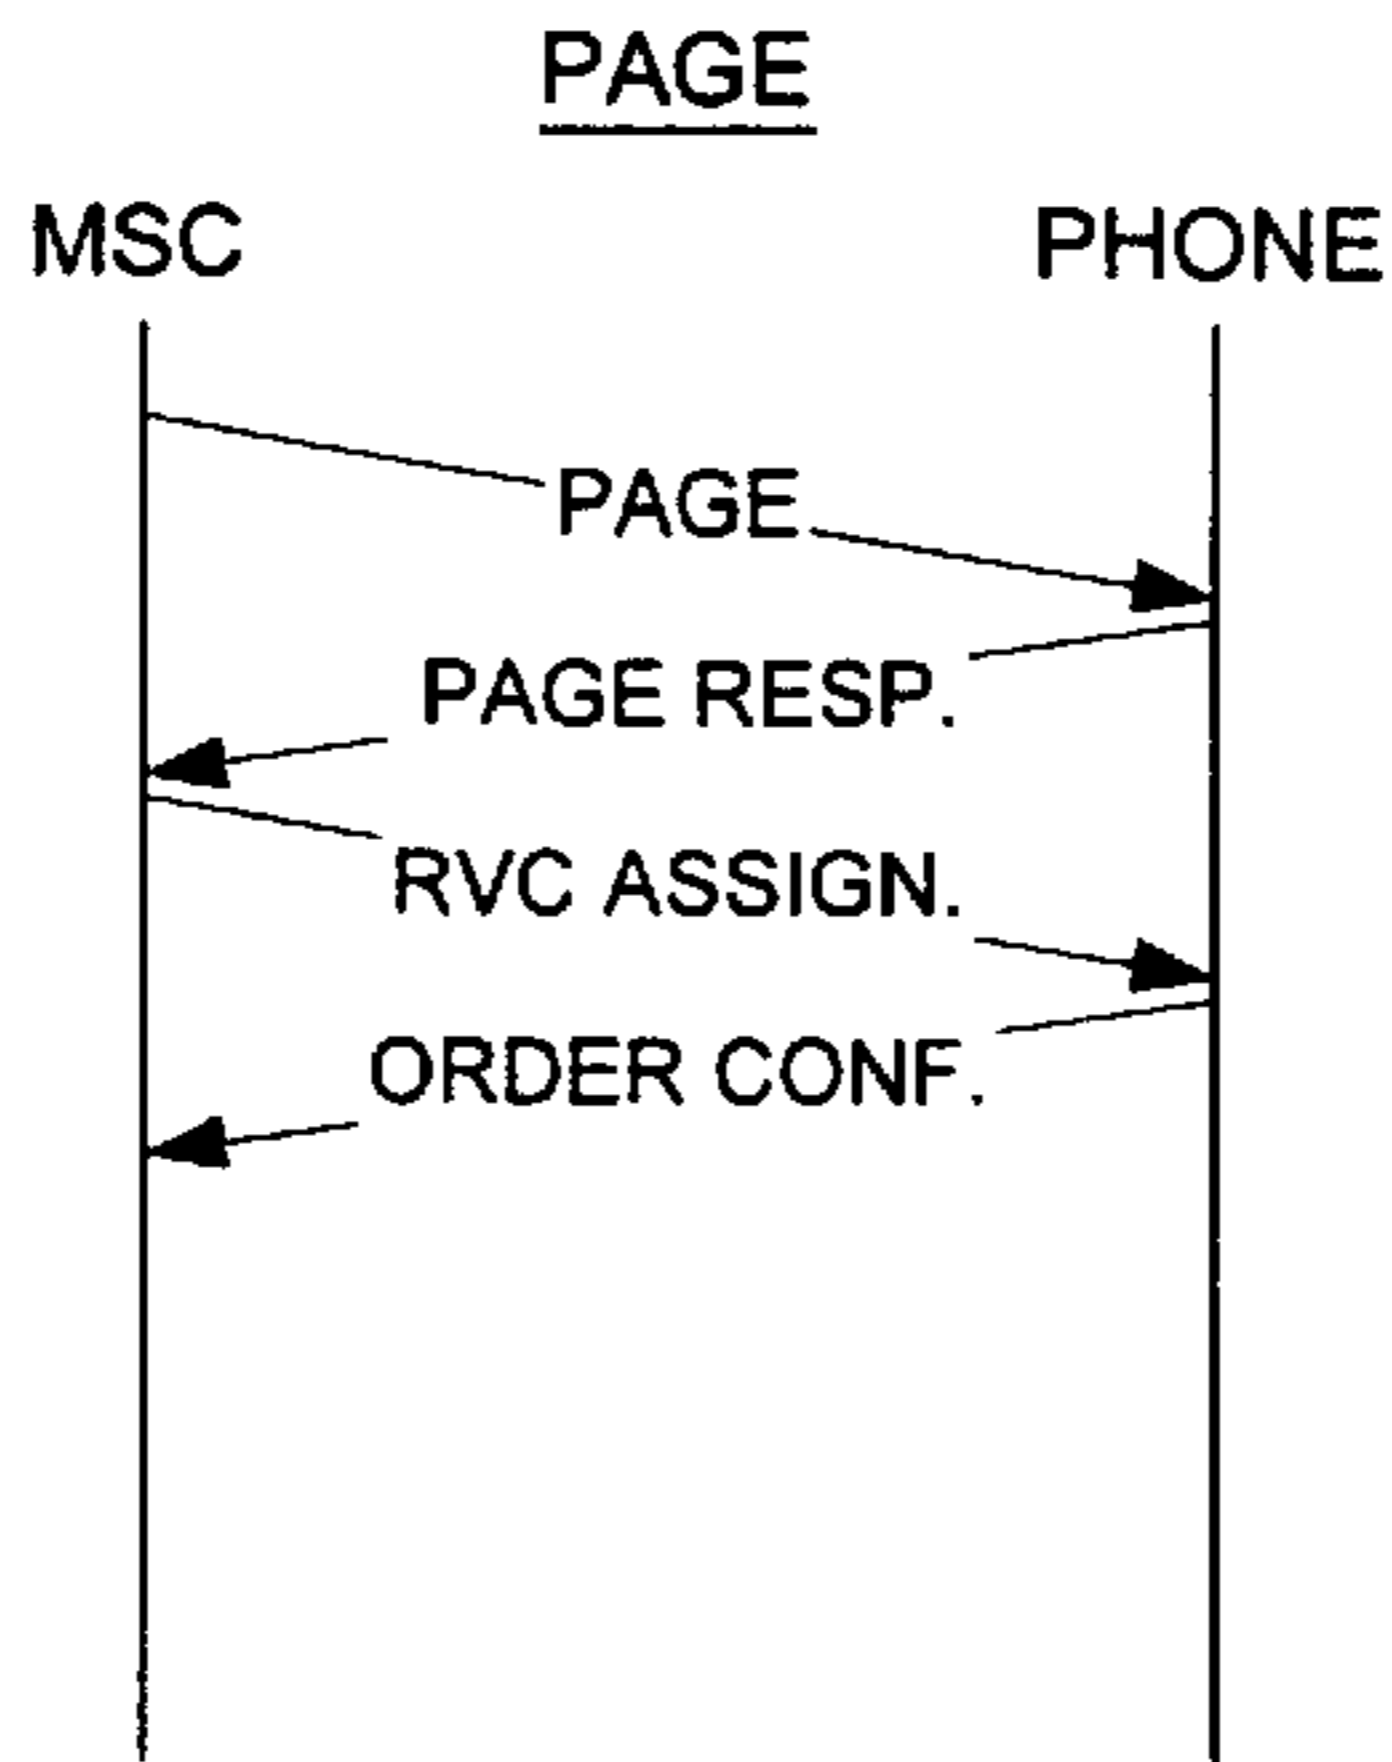 PAGE
MSC PHONE
PAGE
PAGE RESP.
RVC ASSIGN.
ORDER CONF.